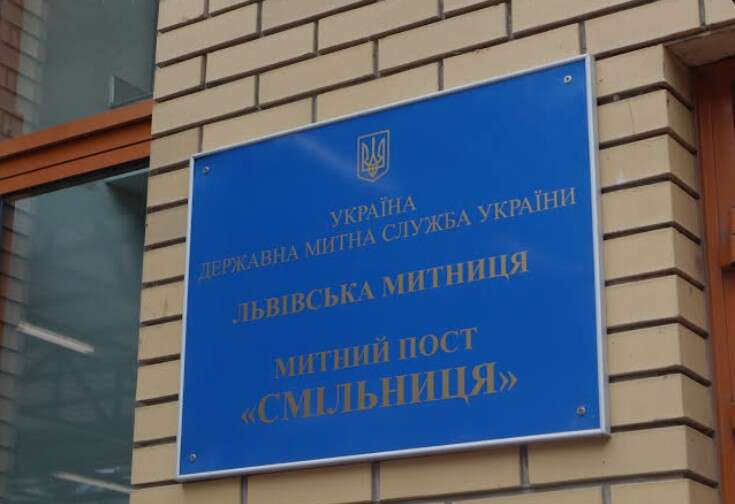 УКРАЇНА
ДЕРЖАВНА МИТНА СЛУЖБА УКРАЇНИ
ЛЬВІВСЬКА МИТНИЦЯ
МИТНИЙ ПОСТ
«СМІЛЬНИЦЯ»